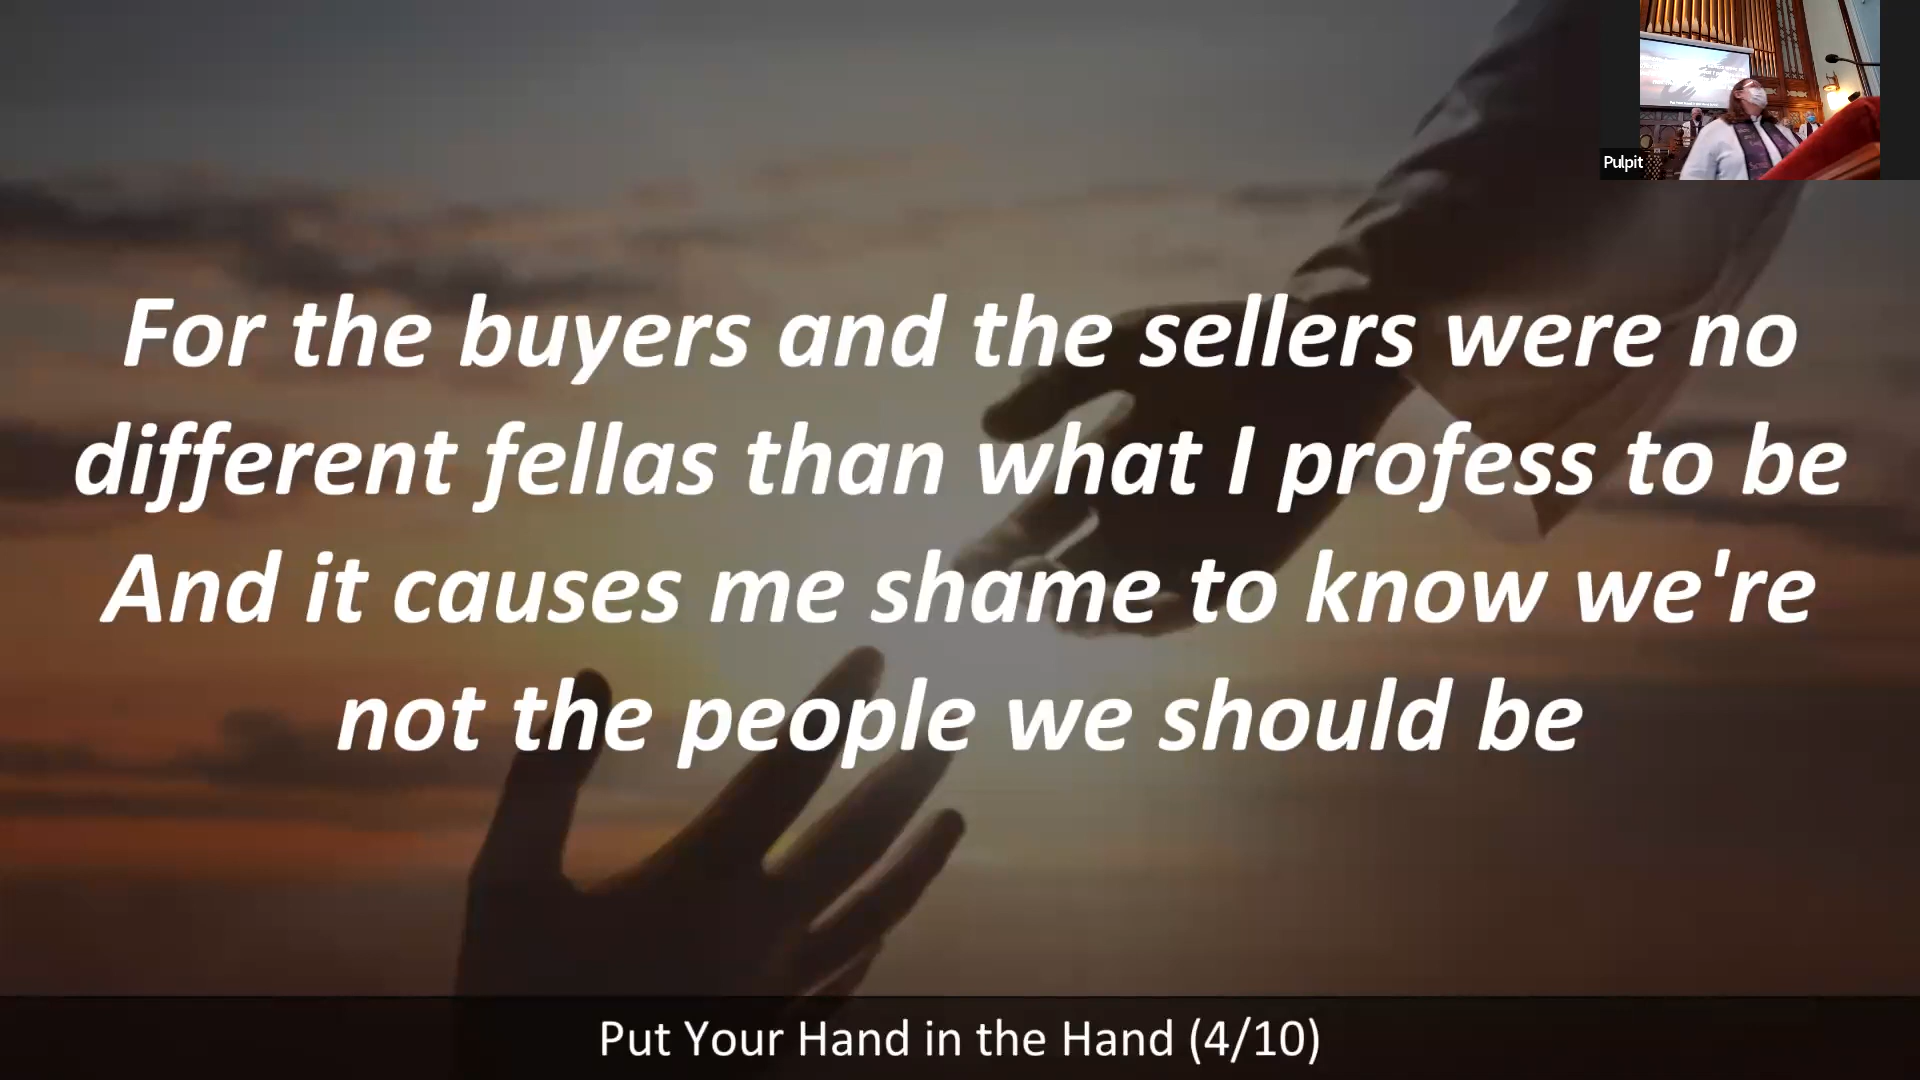 Pulpit
For the buyers and the sellers were no
different fellas than what I profess to be
And it causes me shame to know we're
not the people we should be
Put Your Hand in the Hand (4/10)